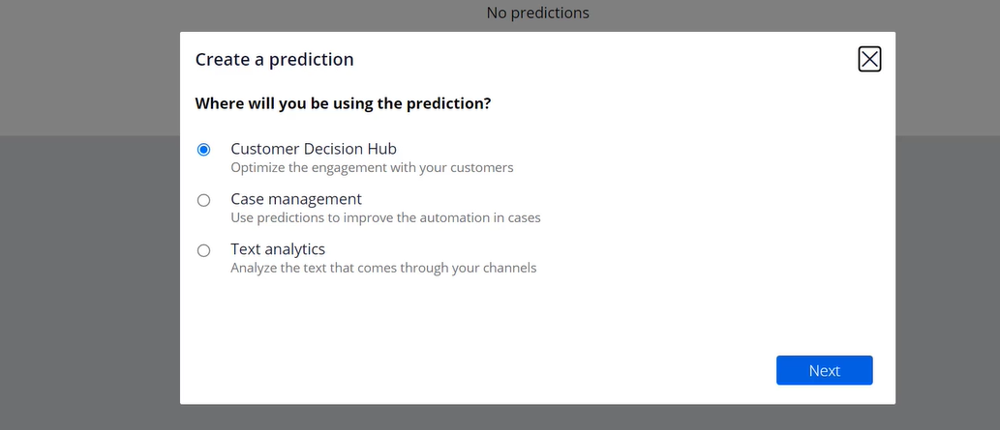 No predictions
Create a prediction
Where will you be using the prediction?
Customer Decision Hub
Optimize the engagement with your customers
Case management
Use predictions to improve the automation in cases
Text analytics
Analyze the text that comes through your channels
Next